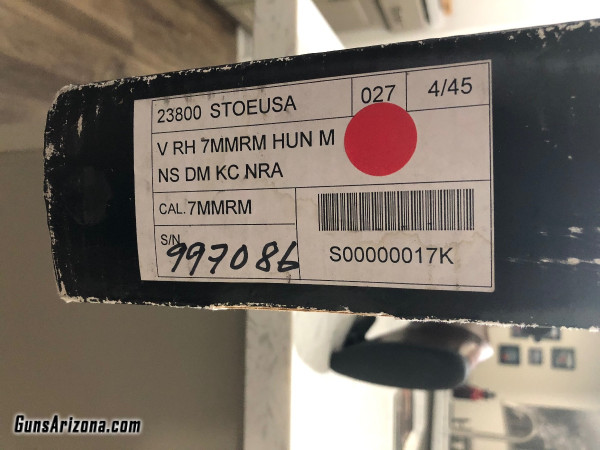 23800 STOEUSA
027
4/45
V RH 7MMRM HUN M
NS DM KC NRA
CAL. 7MMRM
S/N
997086
S00000017K
GunsArizona.com